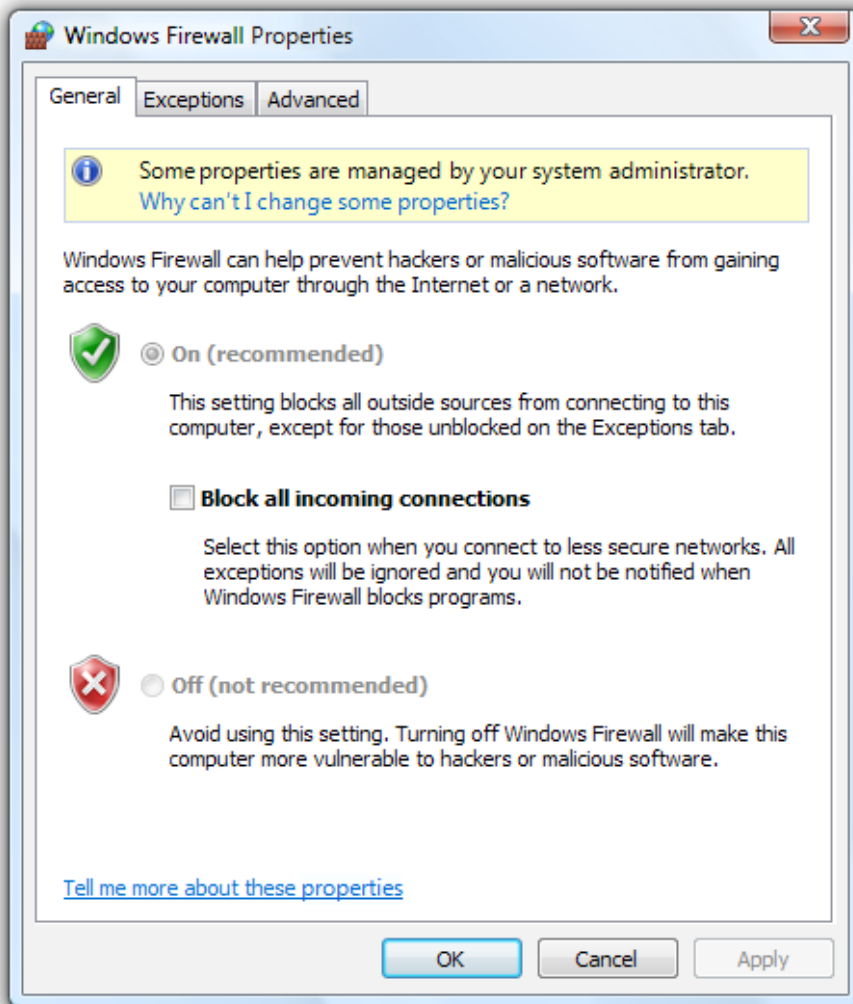 Windows Firewall Properties
General Exceptions Advanced
Some properties are managed by your system administrator.
Why can't I change some properties?
Windows Firewall can help prevent hackers or malicious software from gaining
access to your computer through the Internet or a network.
On (recommended)
This setting blocks all outside sources from connecting to this
computer, except for those unblocked on the Exceptions tab.
Block all incoming connections
Select this option when you connect to less secure networks. All
exceptions will be ignored and you will not be notified when
Windows Firewall blocks programs.
Off (not recommended)
Avoid using this setting. Turning off Windows Firewall will make this
computer more vulnerable to hackers or malicious software.
Tell me more about these properties
OK Cancel Apply